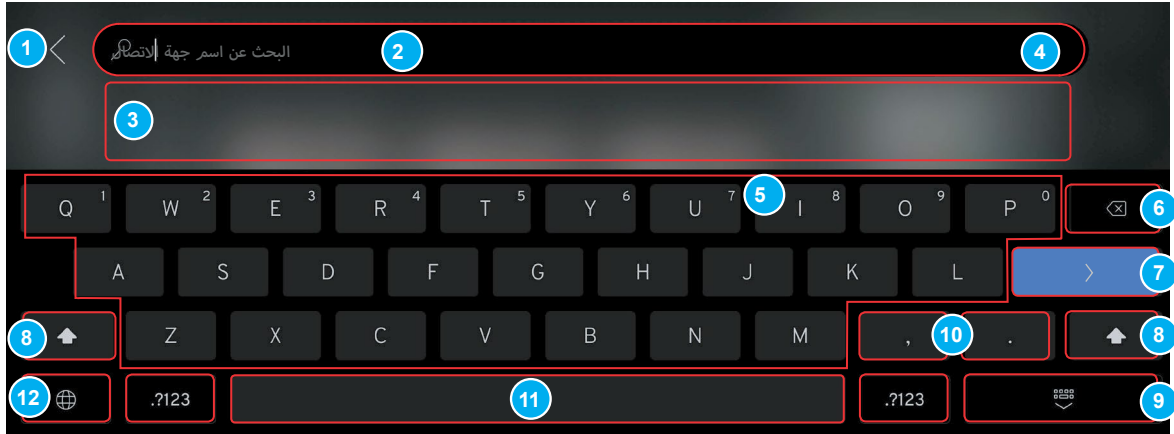 1 البحث عن اسم جهة الاتصال 2 4
3
Q 1 W 2 E 3 R 4 T 5 Y 6 U 7 5 I 8 O 9 P 0 6
A S D F G H J K L 7
8 Z X C V B N M , 10 . 8
12 .?123 11 .?123 9